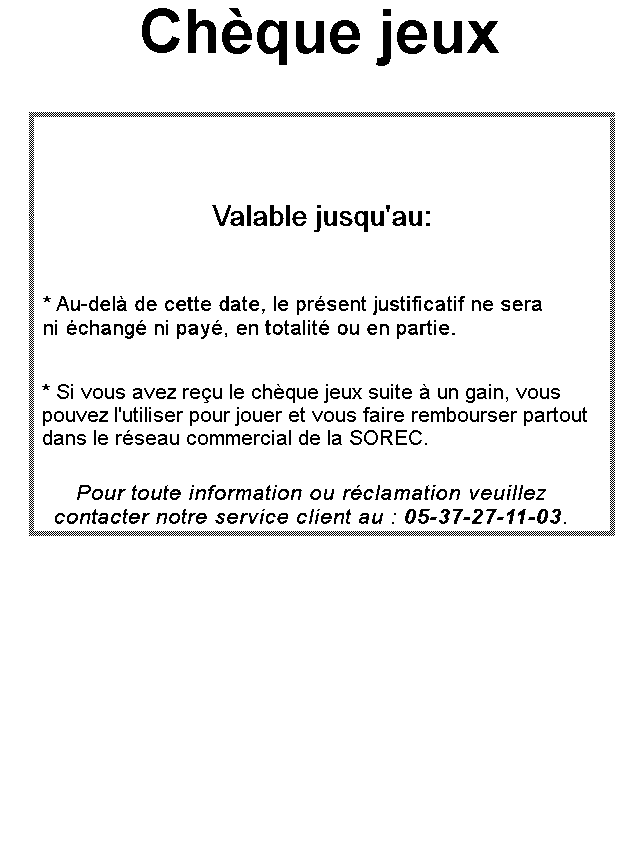 Chèque jeux
Valable jusqu'au:
* Au-delà de cette date, le présent justificatif ne sera
ni échangé ni payé, en totalité ou en partie.
* Si vous avez reçu le chèque jeux suite à un gain, vous
pouvez l'utiliser pour jouer et vous faire rembourser partout
dans le réseau commercial de la SOREC.
Pour toute information ou réclamation veuillez
contacter notre service client au : 05-37-27-11-03.